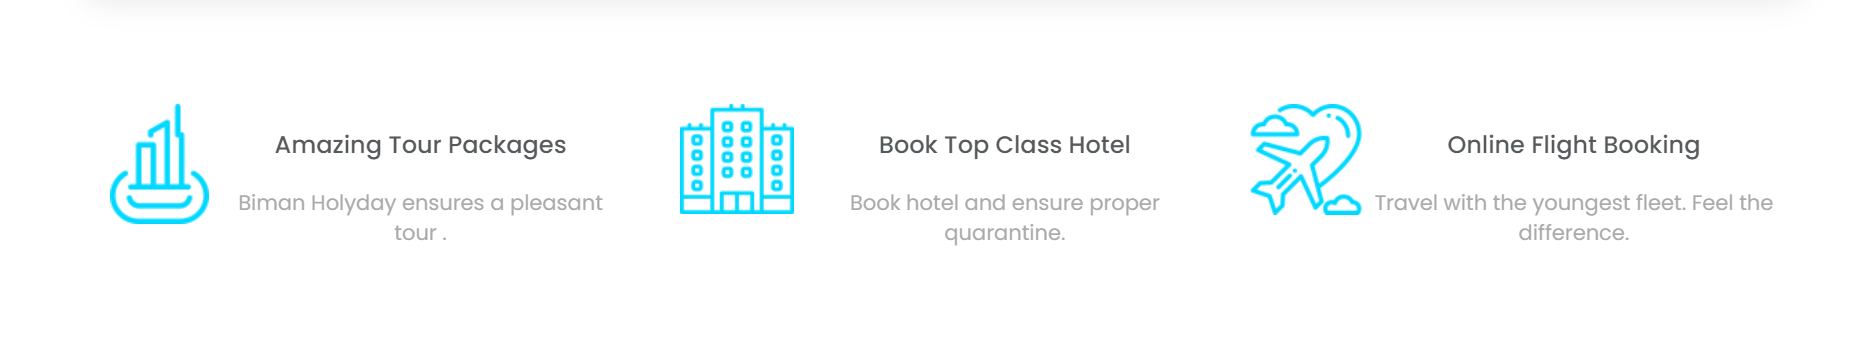 Amazing Tour Packages
Biman Holyday ensures a pleasant
tour .
Book Top Class Hotel
Book hotel and ensure proper
quarantine.
Online Flight Booking
Travel with the youngest fleet. Feel the
difference.